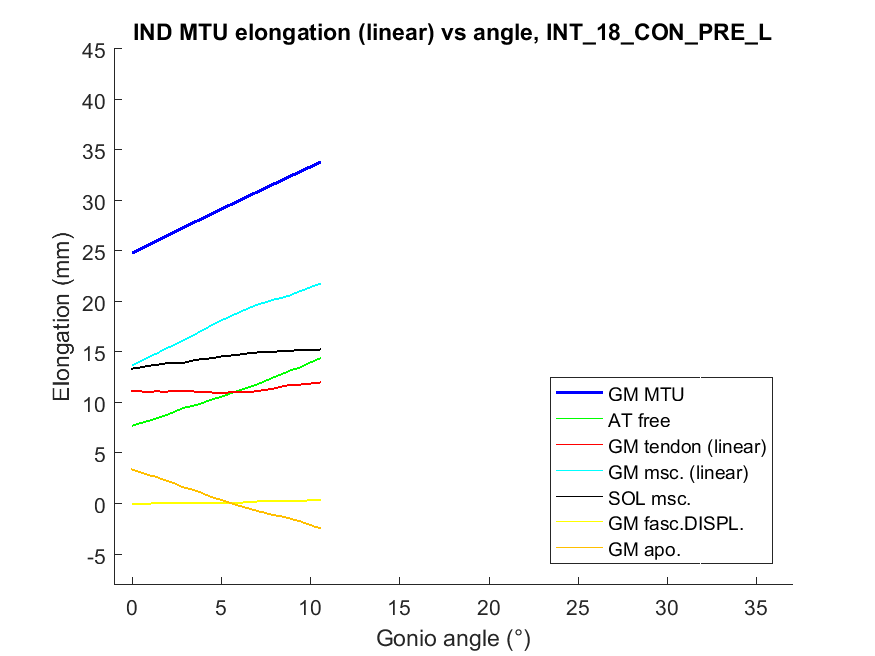 IND MTU elongation (linear) vs angle, INT_18_CON_PRE_L
45
40
35
30
25
20
15
10
5
0
-5
Elongation (mm)
GM MTU
AT free
GM tendon (linear)
GM msc. (linear)
SOL msc.
GM fasc.DISPL.
GM apo.
0 5 10 15 20 25 30 35
Gonio angle (°)